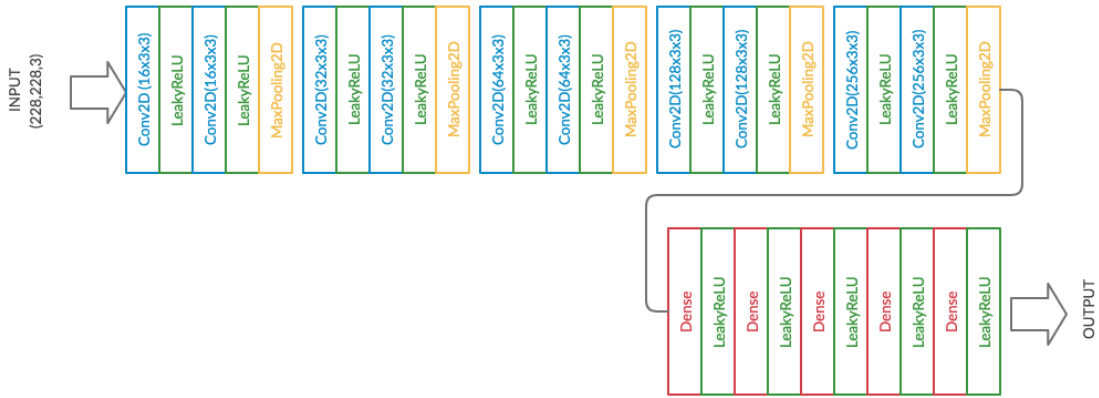 INPUT
(228,228,3)
Conv2D (16x3x3)
LeakyReLU
Conv2D(16x3x3)
LeakyReLU
MaxPooling2D
Conv2D(32x3x3)
LeakyReLU
Conv2D(32x3x3)
LeakyReLU
MaxPooling2D
Conv2D(64x3x3)
LeakyReLU
Conv2D(64x3x3)
LeakyReLU
MaxPooling2D
Conv2D(128x3x3)
LeakyReLU
Conv2D(128x3x3)
LeakyReLU
MaxPooling2D
Conv2D(256x3x3)
LeakyReLU
Conv2D(256x3x3)
LeakyReLU
MaxPooling2D
Dense
LeakyReLU
Dense
LeakyReLU
Dense
LeakyReLU
Dense
LeakyReLU
Dense
LeakyReLU
OUTPUT